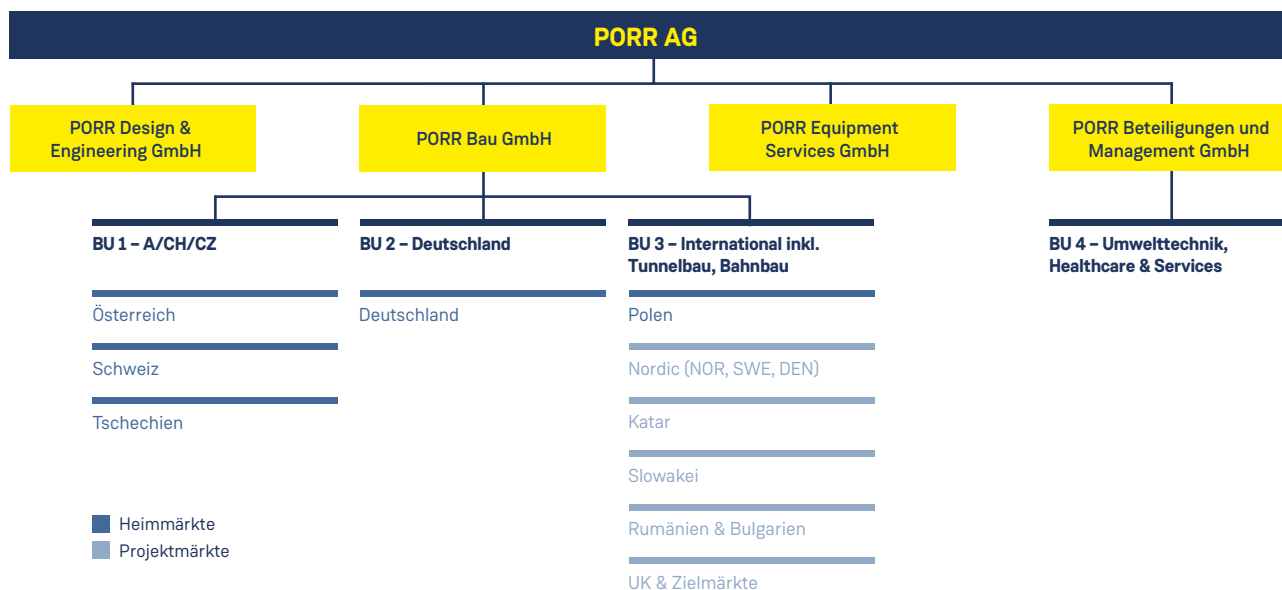 PORR AG
PORR Design &
Engineering GmbH
PORR Bau GmbH
PORR Equipment
Services GmbH
PORR Beteiligungen und
Management GmbH
BU 1 – A/CH/CZ
Österreich
Schweiz
Tschechien
BU 2 – Deutschland
Deutschland
BU 3 – International inkl.
Tunnelbau, Bahnbau
Polen
Nordic (NOR, SWE, DEN)
Katar
Slowakei
Rumänien & Bulgarien
UK & Zielmärkte
BU 4 – Umwelttechnik,
Healthcare & Services
Heimmärkte
Projektmärkte